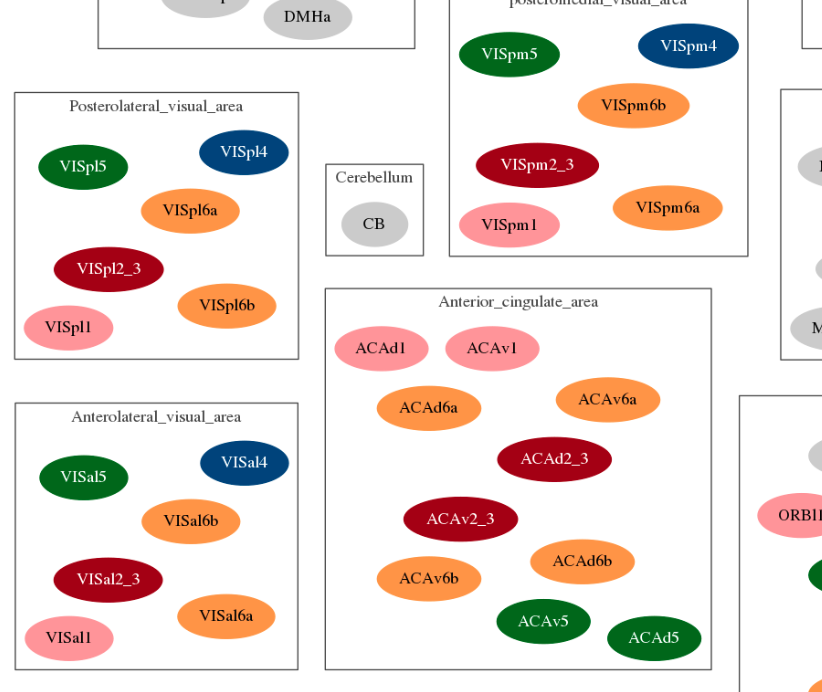 DMHa
posteromedial_visual_area
VISpm5
VISpm4
VISpm6b
VISpm2_3
VISpm6a
VISpm1
Posterolateral_visual_area
VISpl5
VISpl4
VISpl6a
VISpl2_3
VISpl6b
VISpl1
Cerebellum
CB
Anterior_cingulate_area
ACAd1
ACAv1
ACAd6a
ACAv6a
ACAd2_3
ACAv2_3
ACAd6b
ACAv6b
ACAv5
ACAd5
Anterolateral_visual_area
VISal5
VISal4
VISal6b
VISal2_3
VISal6a
VISal1